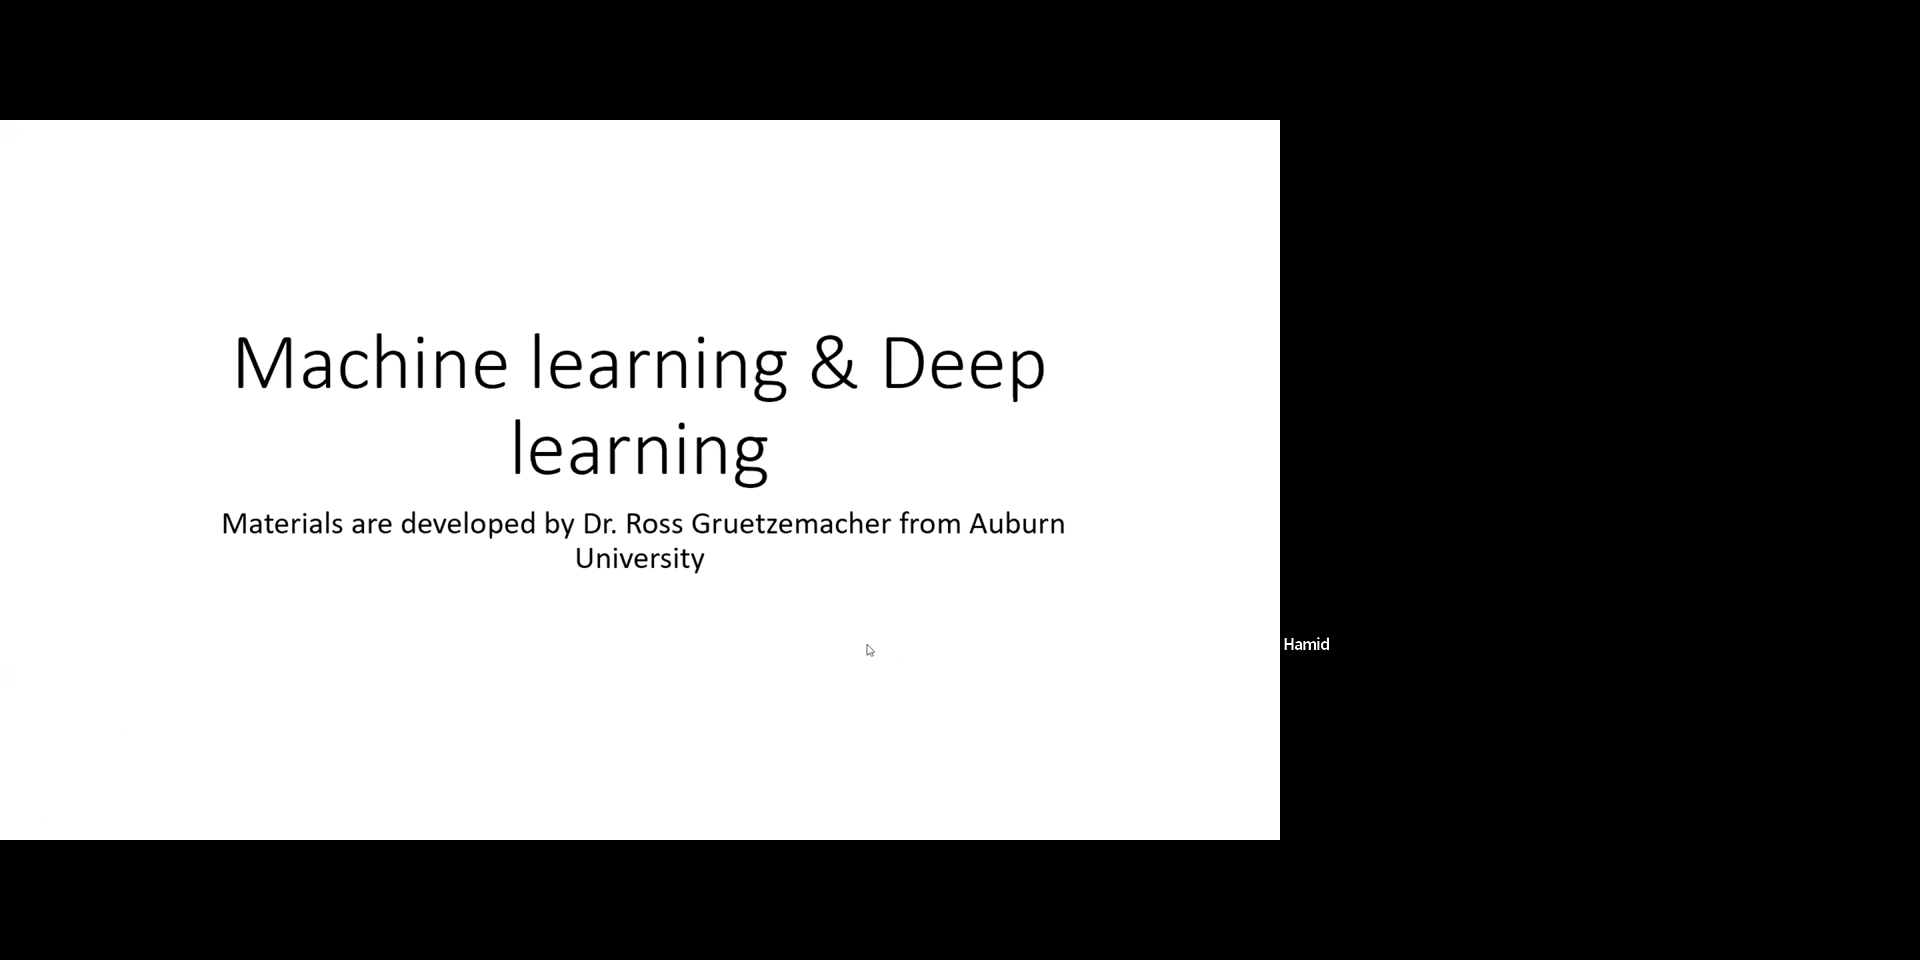 Machine learning & Deep
learning
Materials are developed by Dr. Ross Gruetzemacher from Auburn
University
Hamid